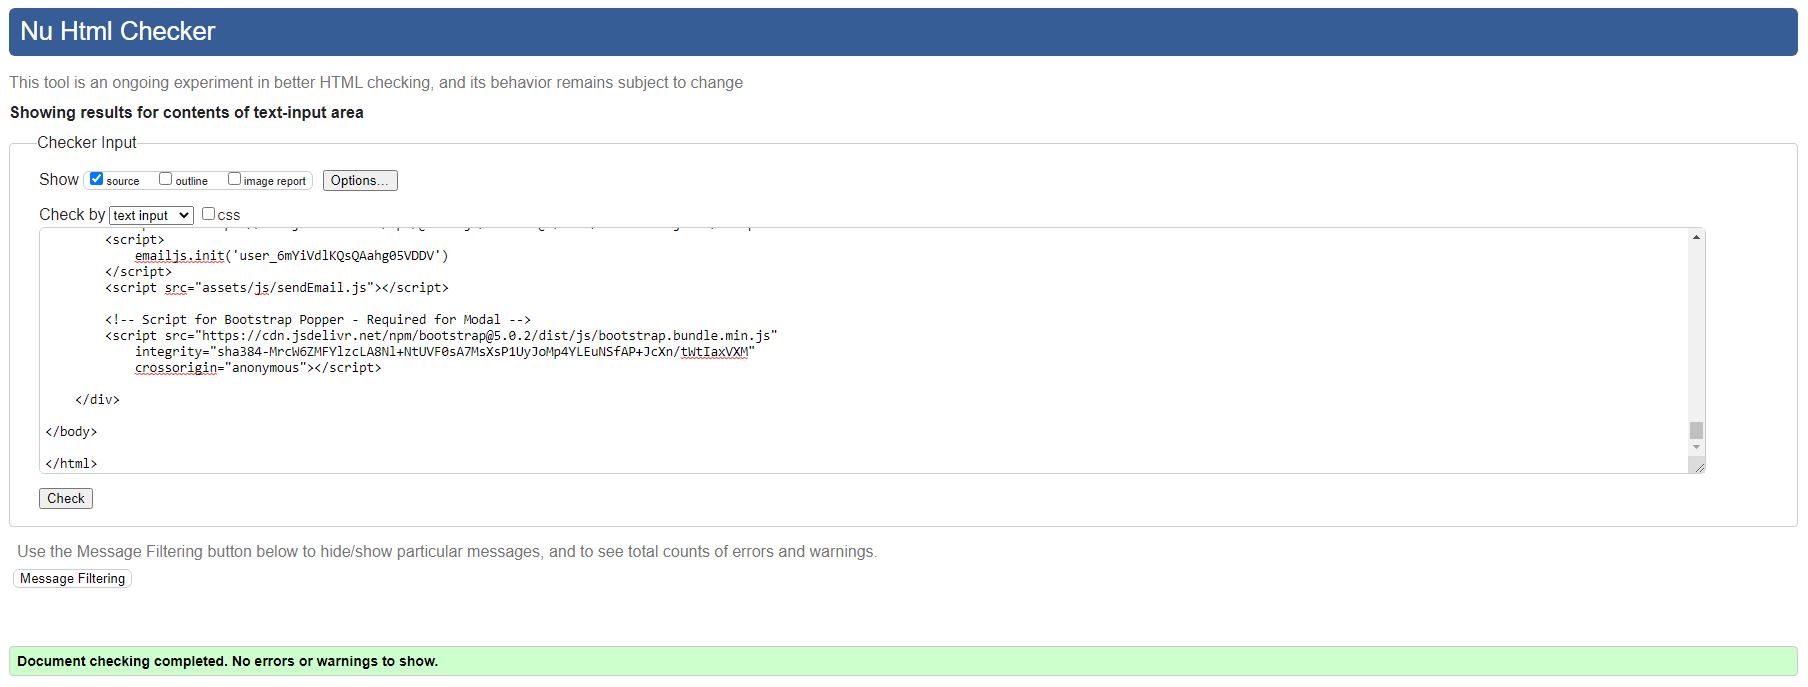 Nu Html Checker
This tool is an ongoing experiment in better HTML checking, and its behavior remains subject to change
Showing results for contents of text-input area
Checker Input
Show source outline image report Options...
Check by text input css
<script>
emailjs.init('user_6mYiVdlKQsQAahg05VDDV')
</script>
<script src="assets/js/sendEmail.js"></script>
<!-- Script for Bootstrap Popper - Required for Modal -->
<script src="https://cdn.jsdelivr.net/npm/bootstrap@5.0.2/dist/js/bootstrap.bundle.min.js"
integrity="sha384-MrcW6ZMFYlzcLA8Nl+NtUVF0sA7MsXsP1UyJoMp4YLEuNSfAP+JcXn/tWtIaxVXM"
crossorigin="anonymous"></script>
</div>
</body>
</html>
Check
Use the Message Filtering button below to hide/show particular messages, and to see total counts of errors and warnings.
Message Filtering
Document checking completed. No errors or warnings to show.